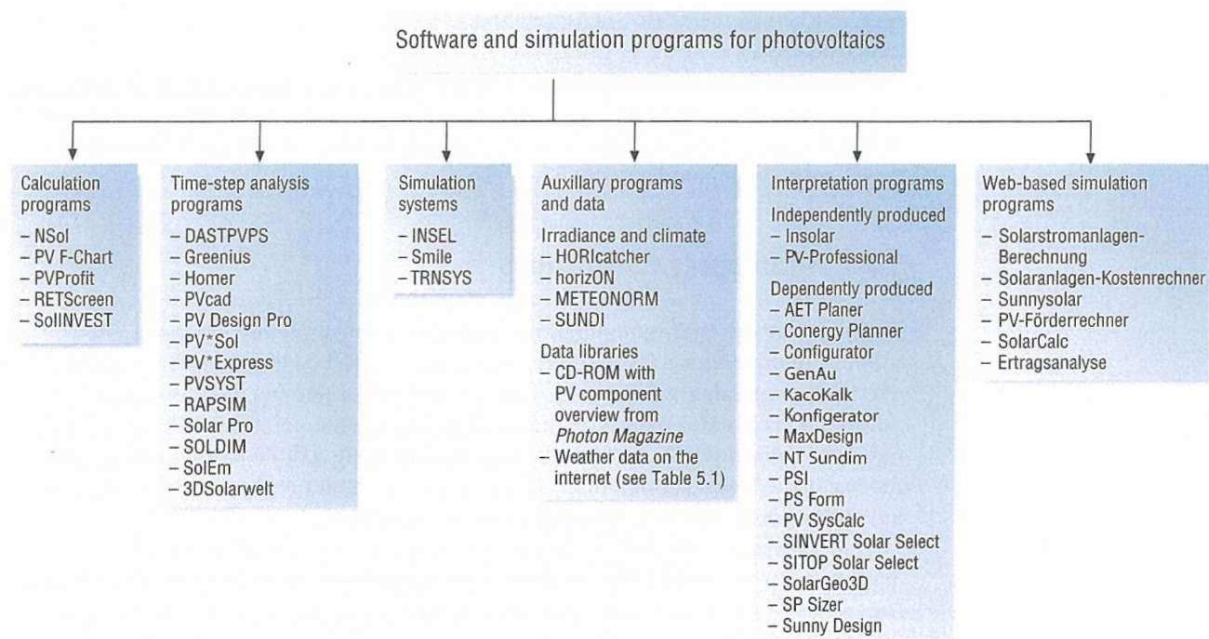 Software and simulation programs for photovoltaics
Calculation
programs
– NSol
– PV F-Chart
– PVProfit
– RETScreen
– SolInvest
Time-step analysis
programs
– DASTPVPS
– Greenius
– Homer
– PVcad
– PV Design Pro
– PV*Sol
– PV*Express
– PVSYST
– RAPSIM
– Solar Pro
– SOLDIM
– SolEm
– 3DSolarwelt
Simulation
systems
– INSEL
– Smile
– TRNSYS
Auxillary programs
and data
Irradiance and climate
– HORIcatcher
– horizON
– METEONORM
– SUNDI
Data libraries
– CD-ROM with
PV component
overview from
Photon Magazine
– Weather data on the
internet (see Table 5.1)
Interpretation programs
Independently produced
– Insolar
– PV-Professional
Dependently produced
– AET Planer
– Conergy Planner
– Configurator
– GenAu
– KacoKalk
– Konfigerator
– MaxDesign
– NT Sundim
– PSI
– PS Form
– PV SysCalc
– SINVERT Solar Select
– SITOP Solar Select
– SolarGeo3D
– SP Sizer
– Sunny Design
Web-based simulation
programs
– Solarstromanlagen-
Berechnung
– Solaranlagen-Kostenrechner
– Sunnysolar
– PV-Förderrechner
– SolarCalc
– Ertragsanalyse